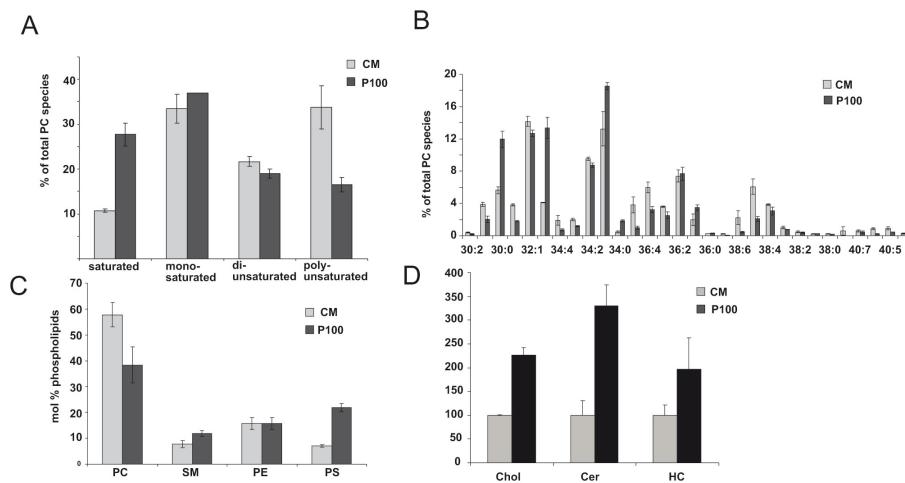 A
CM
P100
% of total PC species
40
30
20
10
saturated
mono-
saturated
di-
unsaturated
poly-
unsaturated
B
CM
P100
% of total PC species
20
16
12
8
4
0
30:2 30:0 32:1 34:4 34:2 34:0 36:4 36:2 36:0 38:6 38:4 38:2 38:0 40:7 40:5
C
CM
P100
mol % phospholipids
70
60
50
40
30
20
10
0
PC SM PE PS
D
CM
P100
400
350
300
250
200
150
100
50
0
Chol Cer HC